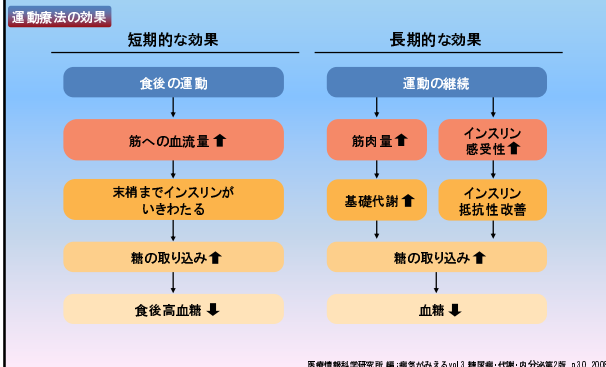 運動療法の効果
短期的な効果
食後の運動
筋への血流量⬆
末梢までインスリンが
いきわたる
糖の取り込み⬆
食後高血糖⬇
長期的な効果
運動の継続
筋肉量⬆
インスリン
感受性⬆
基礎代謝⬆
インスリン
抵抗性改善
糖の取り込み⬆
血糖⬇
医療情報科学研究所 編:病気がみえるvol.3 糖尿病・代謝・内分泌第2版, p30, 2008